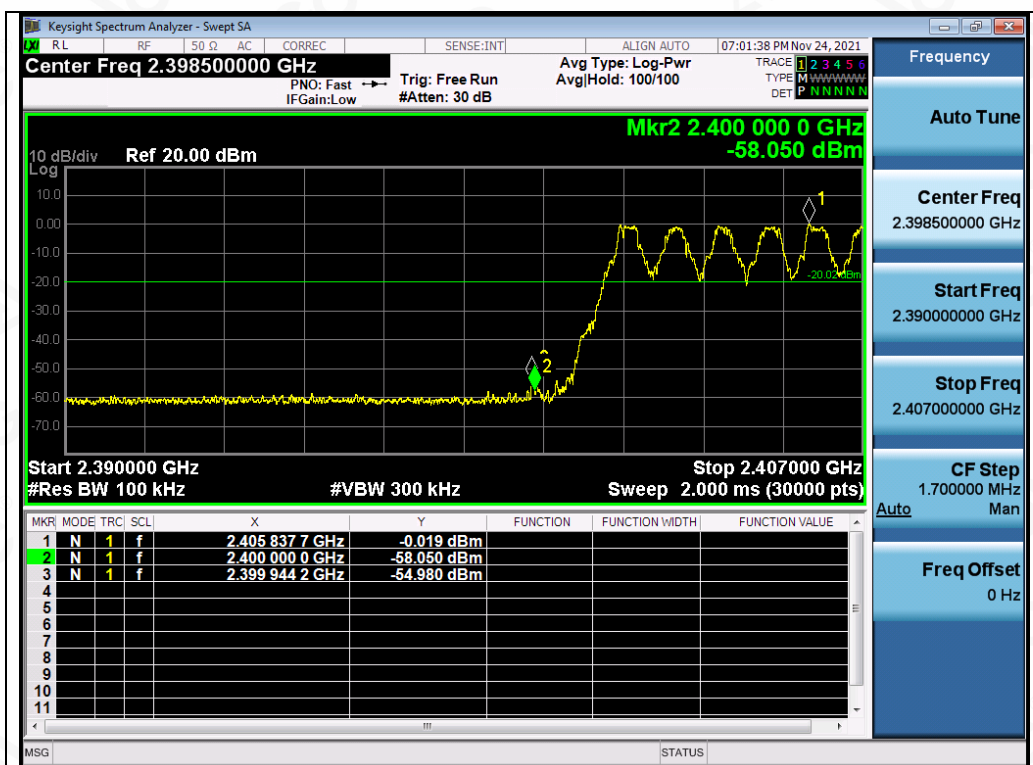 Keysight Spectrum Analyzer - Swept SA
LXI RL RF 50 Ω AC CORREC SENSE:INT ALIGN AUTO 07:01:38 PM Nov 24, 2021
Center Freq 2.398500000 GHz
PNO: Fast
IFGain:Low
Trig: Free Run
#Atten: 30 dB
Avg Type: Log-Pwr
Avg|Hold: 100/100
TRACE 1 2 3 4 5 6
TYPE M WWWWW
DET P N N N N N
Mkr2 2.400 000 0 GHz
-58.050 dBm
10 dB/div Ref 20.00 dBm
Log
10.0
0.00
-10.0
-20.0
-30.0
-40.0
-50.0
-60.0
-70.0
1
2
-20.02 dBm
Start 2.390000 GHz Stop 2.407000 GHz
#Res BW 100 kHz #VBW 300 kHz Sweep 2.000 ms (30000 pts)
MKR MODE TRC SCL X Y FUNCTION FUNCTION WIDTH FUNCTION VALUE
1 N 1 f 2.405 837 7 GHz -0.019 dBm
2 N 1 f 2.400 000 0 GHz -58.050 dBm
3 N 1 f 2.399 944 2 GHz -54.980 dBm
4
5
6
7
8
9
10
11
MSG STATUS
Frequency
Auto Tune
Center Freq
2.398500000 GHz
Start Freq
2.390000000 GHz
Stop Freq
2.407000000 GHz
CF Step
1.700000 MHz
Auto Man
Freq Offset
0 Hz